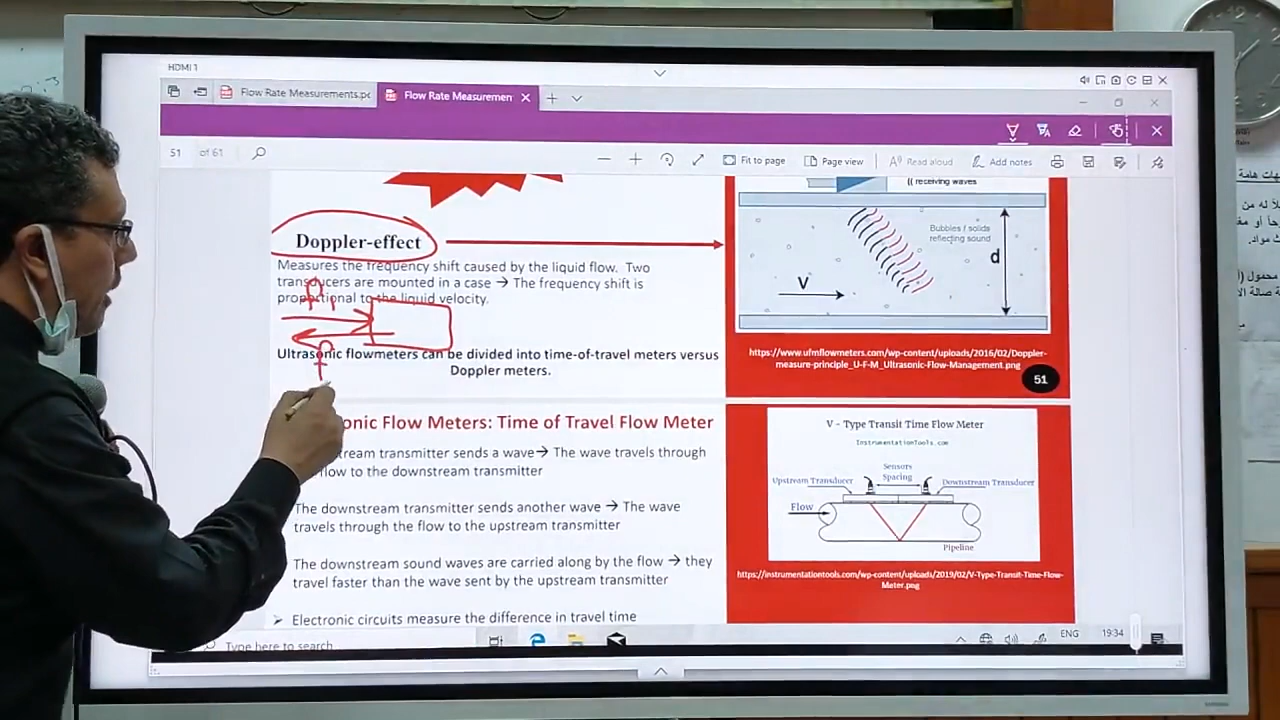 HDMI 1
Flow Rate Measurements.pc
Flow Rate Measuremen
51 of 61
Fit to page
Page view
Read aloud
Add notes
Doppler-effect
Measures the frequency shift caused by the liquid flow. Two
transducers are mounted in a case → The frequency shift is
proportional to the liquid velocity.
f1
f
Ultrasonic flowmeters can be divided into time-of-travel meters versus
Doppler meters.
(( receiving waves
Bubbles / solids
reflecting sound
d
V
https://www.ufmflowmeters.com/wp-content/uploads/2016/02/Doppler-
measure-principle_U-F-M_Ultrasonic-Flow-Management.png
51
onic Flow Meters: Time of Travel Flow Meter
tream transmitter sends a wave→ The wave travels through
flow to the downstream transmitter
The downstream transmitter sends another wave → The wave
travels through the flow to the upstream transmitter
The downstream sound waves are carried along by the flow → they
travel faster than the wave sent by the upstream transmitter
➢ Electronic circuits measure the difference in travel time
V - Type Transit Time Flow Meter
InstrumentationTools.com
Sensors
Spacing
Upstream Transducer
Downstream Transducer
Flow
Pipeline
https://instrumentationtools.com/wp-content/uploads/2019/02/V-Type-Transit-Time-Flow-
Meter.png
Type here to search
ENG
19:34